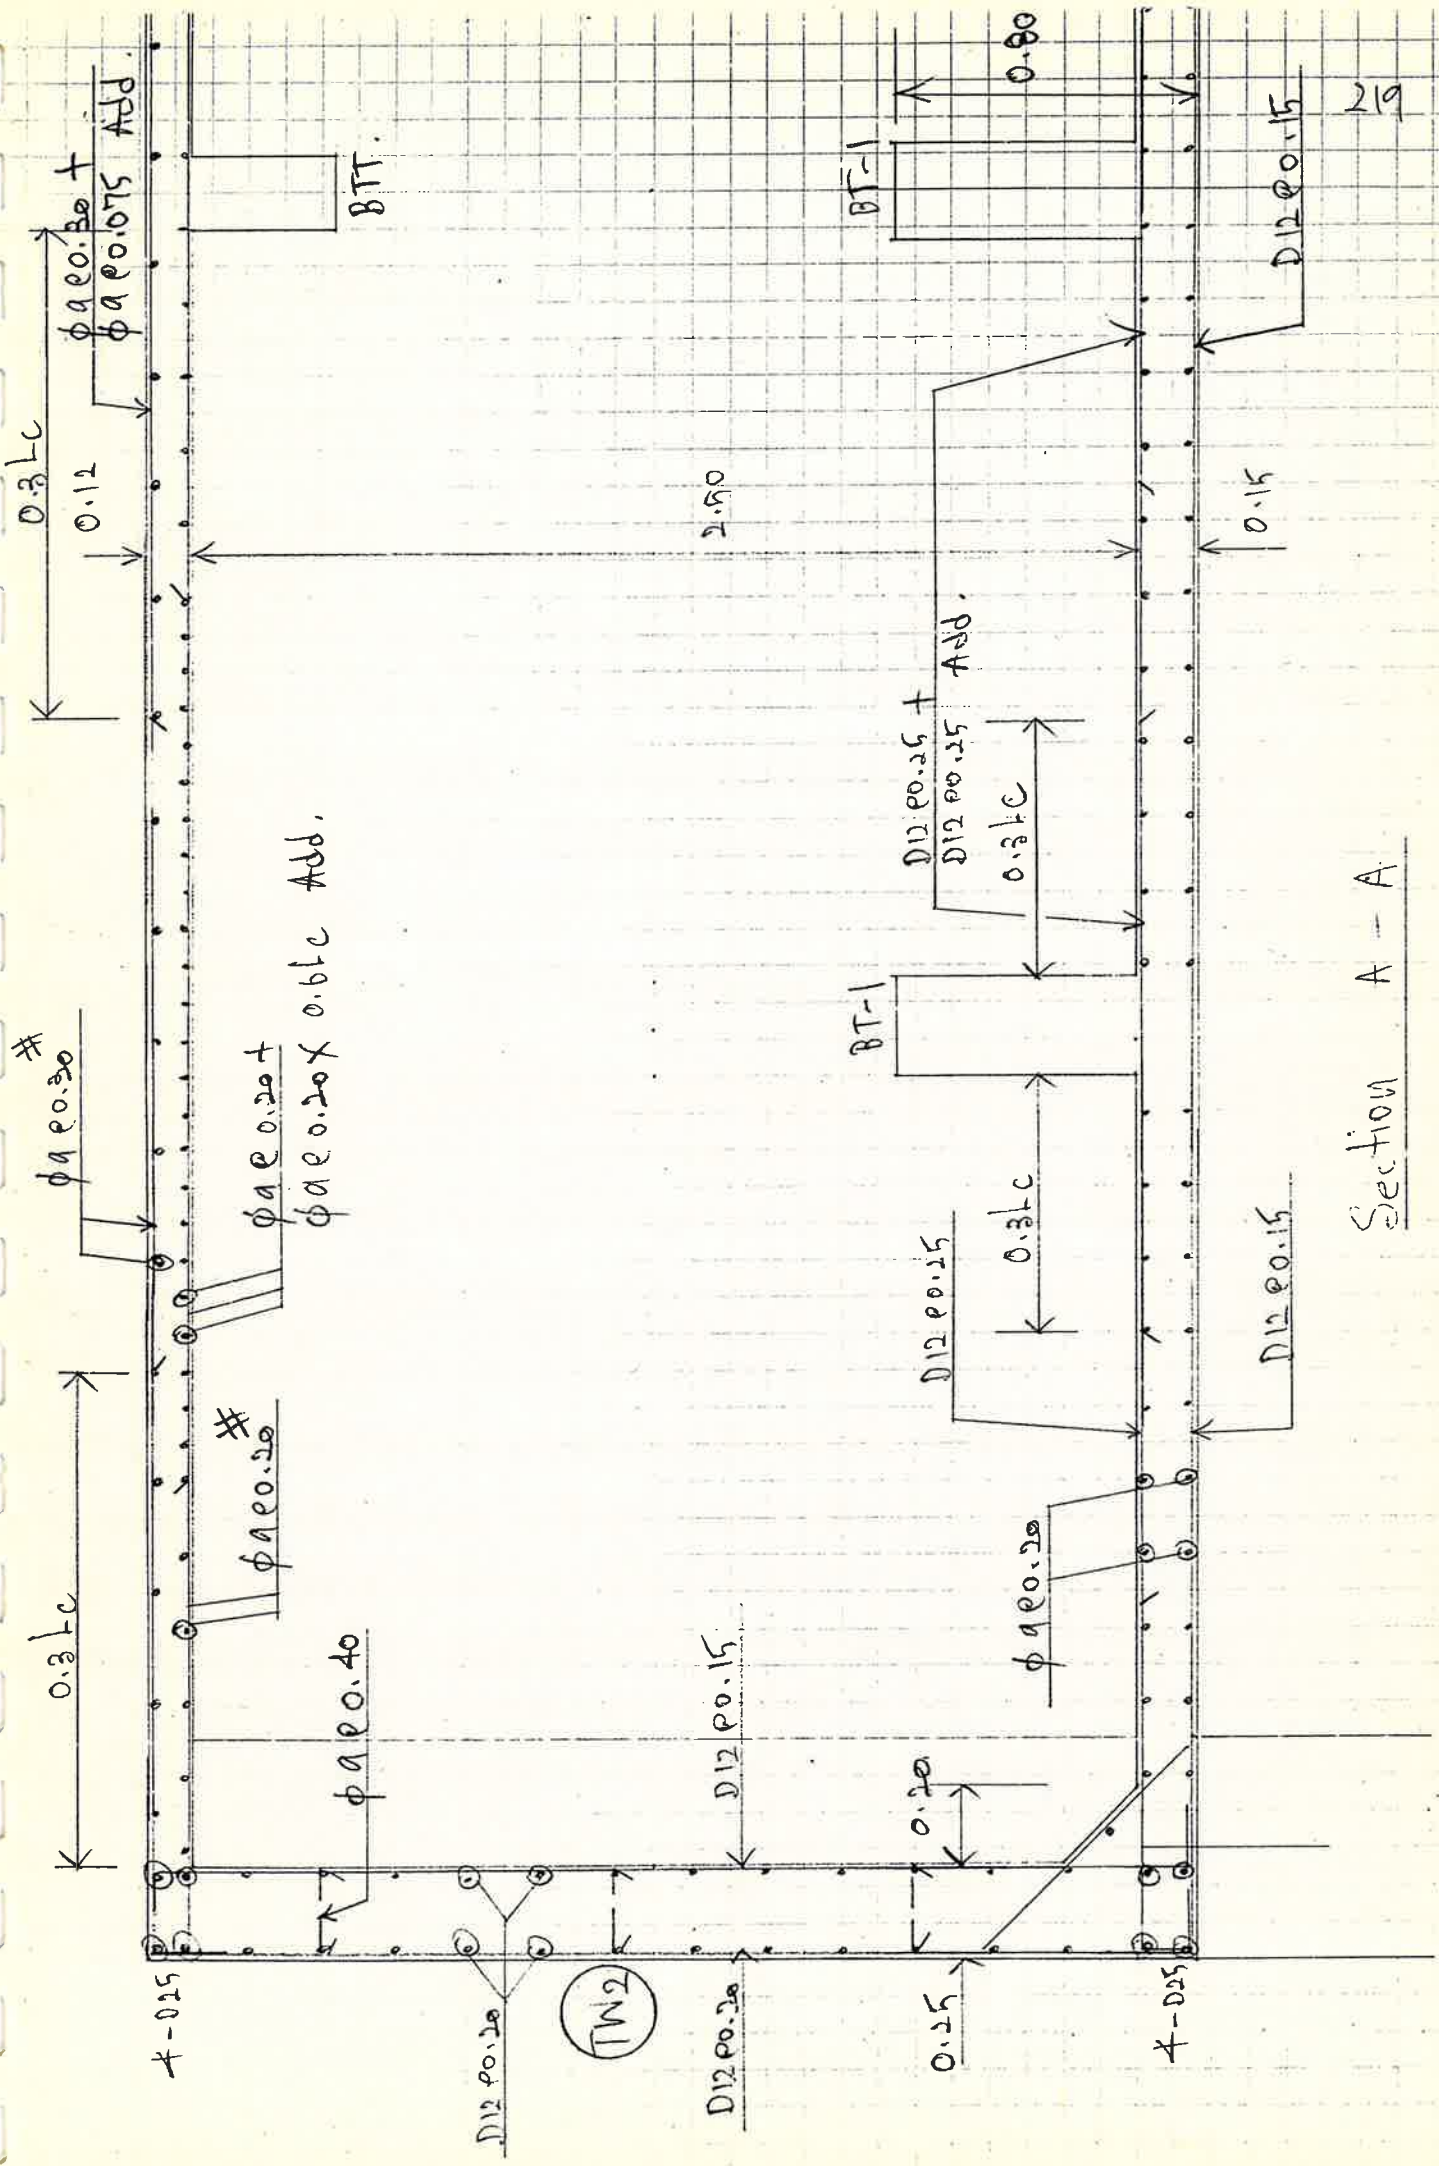 0.3Lc
φ9@0.30#
0.3Lc
0.12
φ9@0.30 +
φ9@0.075 Add.
4-D25
φ9@0.20#
φ9@0.20 +
φ9@0.20 X 0.6Lc Add.
BTT.
φ9@0.40
D12@0.20
TW2
D12@0.15
D12@0.20
2.50
0.20
0.25
φ9@0.20
D12@0.25
0.3Lc
BT-1
D12@0.25 +
D12@0.25 Add.
0.3Lc
BT-1
0.80
4-D25
D12@0.15
0.15
D12@0.15
Section A - A
219